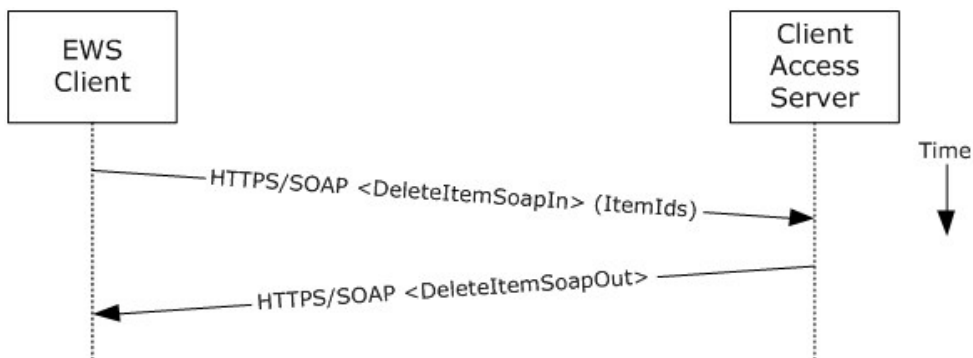 EWS
Client
Client
Access
Server
Time
HTTPS/SOAP <DeleteItemSoapIn> (ItemIds)
HTTPS/SOAP <DeleteItemSoapOut>